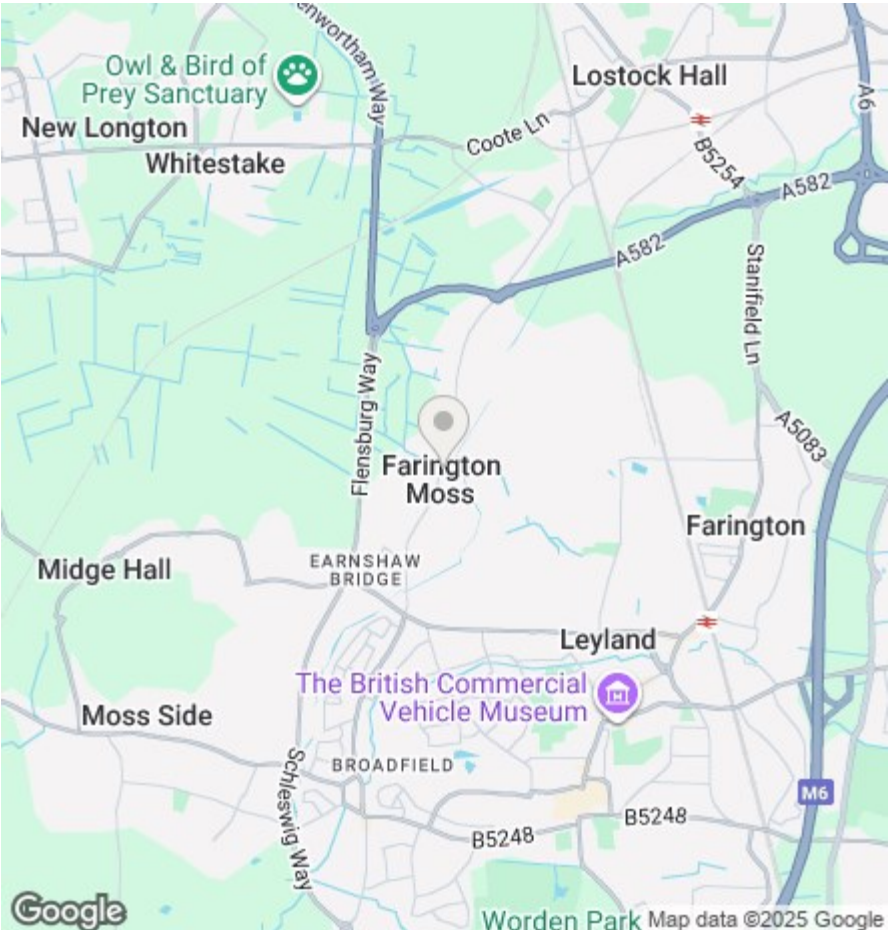 enwortham Way
Owl & Bird of
Prey Sanctuary
Lostock Hall
New Longton
Whitestake
Coote Ln
B5254
A6
A582
A582
Stanifield Ln
Flensburg Way
A5083
Farington
Moss
Farington
Midge Hall
EARNSHAW
BRIDGE
Leyland
The British Commercial
Vehicle Museum
Moss Side
BROADFIELD
Schleswig Way
M6
B5248
B5248
Google
Worden Park
Map data ©2025 Google